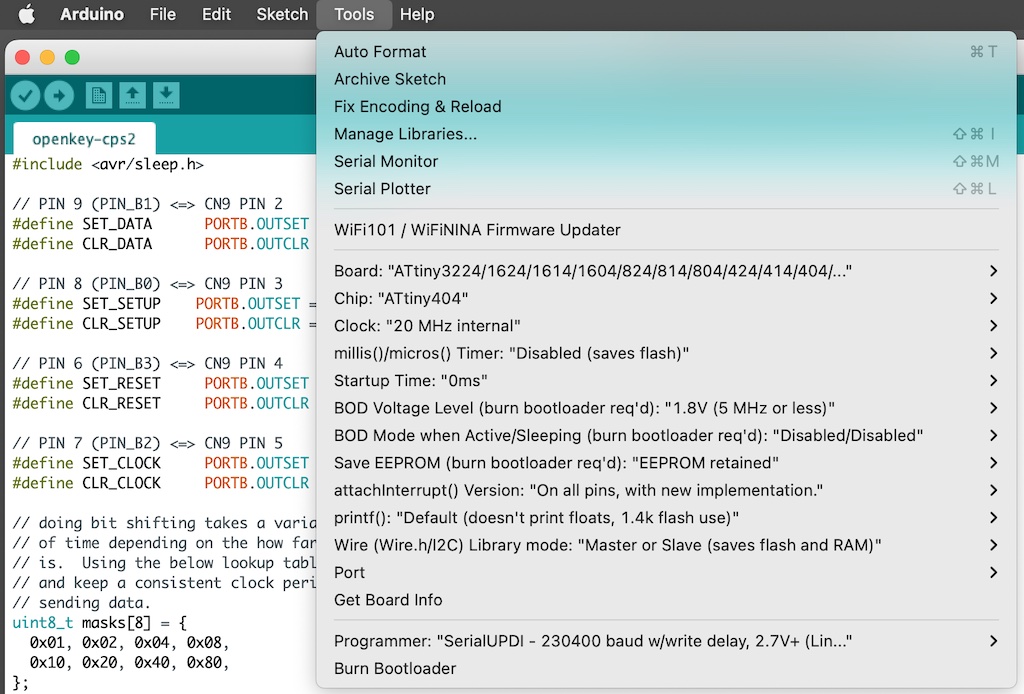 Arduino File Edit Sketch Tools Help
Auto Format ⌘ T
Archive Sketch
Fix Encoding & Reload
Manage Libraries... ⇧⌘ I
Serial Monitor ⇧⌘M
Serial Plotter ⇧⌘ L
WiFi101 / WiFiNINA Firmware Updater
Board: "ATtiny3224/1624/1614/1604/824/814/804/424/414/404/..."
Chip: "ATtiny404"
Clock: "20 MHz internal"
millis()/micros() Timer: "Disabled (saves flash)"
Startup Time: "0ms"
BOD Voltage Level (burn bootloader req'd): "1.8V (5 MHz or less)"
BOD Mode when Active/Sleeping (burn bootloader req'd): "Disabled/Disabled"
Save EEPROM (burn bootloader req'd): "EEPROM retained"
attachInterrupt() Version: "On all pins, with new implementation."
printf(): "Default (doesn't print floats, 1.4k flash use)"
Wire (Wire.h/I2C) Library mode: "Master or Slave (saves flash and RAM)"
Port
Get Board Info
Programmer: "SerialUPDI - 230400 baud w/write delay, 2.7V+ (Lin..."
Burn Bootloader
openkey-cps2
#include <avr/sleep.h>
// PIN 9 (PIN_B1) <=> CN9 PIN 2
#define SET_DATA PORTB.OUTSET
#define CLR_DATA PORTB.OUTCLR
// PIN 8 (PIN_B0) <=> CN9 PIN 3
#define SET_SETUP PORTB.OUTSET =
#define CLR_SETUP PORTB.OUTCLR =
// PIN 6 (PIN_B3) <=> CN9 PIN 4
#define SET_RESET PORTB.OUTSET
#define CLR_RESET PORTB.OUTCLR
// PIN 7 (PIN_B2) <=> CN9 PIN 5
#define SET_CLOCK PORTB.OUTSET
#define CLR_CLOCK PORTB.OUTCLR
// doing bit shifting takes a varia
// of time depending on the how far
// is. Using the below lookup tabl
// and keep a consistent clock peri
// sending data.
uint8_t masks[8] = {
0x01, 0x02, 0x04, 0x08,
0x10, 0x20, 0x40, 0x80,
};